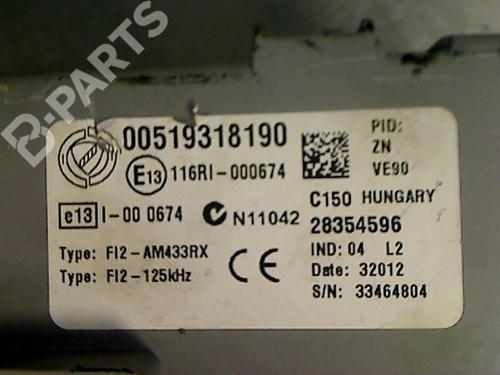 B-PARTS
00519318190
E13 116RI-000674
e13 I-00 0674
N11042
Type: FI2-AM433RX
Type: FI2-125kHz
CE
PID:
ZN
VE90
C150 HUNGARY
28354596
IND: 04 L2
Date: 32012
S/N: 33464804